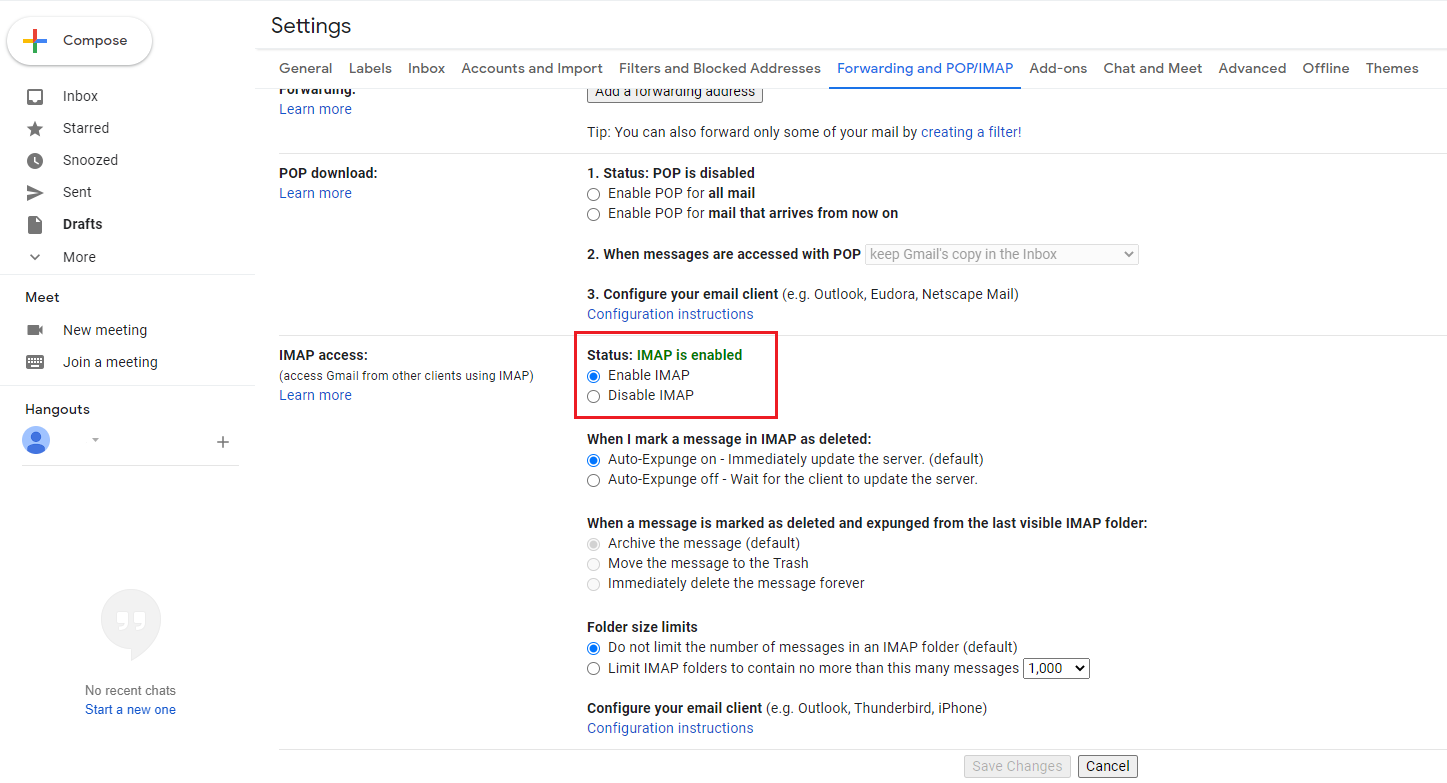 Compose
Inbox
Starred
Snoozed
Sent
Drafts
More
Meet
New meeting
Join a meeting
Hangouts
No recent chats
Start a new one
Settings
General Labels Inbox Accounts and Import Filters and Blocked Addresses Forwarding and POP/IMAP Add-ons Chat and Meet Advanced Offline Themes
Forwarding: Add a forwarding address
Learn more
Tip: You can also forward only some of your mail by creating a filter!
POP download: 1. Status: POP is disabled
Learn more Enable POP for all mail
Enable POP for mail that arrives from now on
2. When messages are accessed with POP keep Gmail's copy in the Inbox
3. Configure your email client (e.g. Outlook, Eudora, Netscape Mail)
Configuration instructions
IMAP access: Status: IMAP is enabled
(access Gmail from other clients using IMAP) Enable IMAP
Learn more Disable IMAP
When I mark a message in IMAP as deleted:
Auto-Expunge on - Immediately update the server. (default)
Auto-Expunge off - Wait for the client to update the server.
When a message is marked as deleted and expunged from the last visible IMAP folder:
Archive the message (default)
Move the message to the Trash
Immediately delete the message forever
Folder size limits
Do not limit the number of messages in an IMAP folder (default)
Limit IMAP folders to contain no more than this many messages 1,000
Configure your email client (e.g. Outlook, Thunderbird, iPhone)
Configuration instructions
Save Changes Cancel